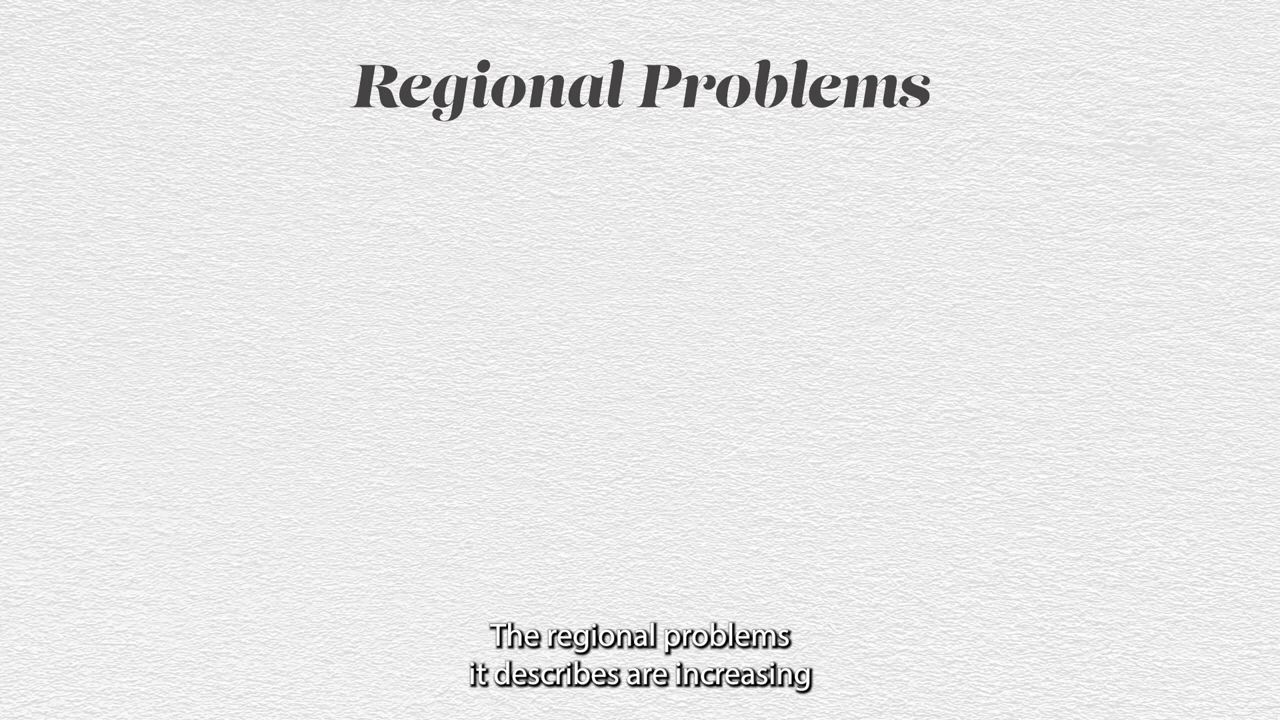 Regional Problems
The regional problems
it describes are increasing